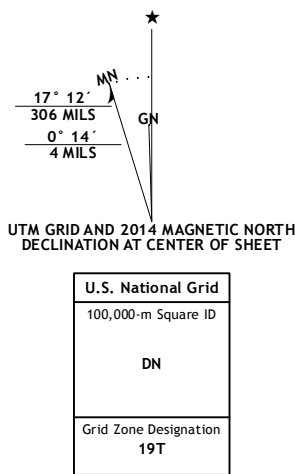 MN
GN
17° 12´
306 MILS
0° 14´
4 MILS
UTM GRID AND 2014 MAGNETIC NORTH
DECLINATION AT CENTER OF SHEET
U.S. National Grid
100,000-m Square ID
DN
Grid Zone Designation
19T